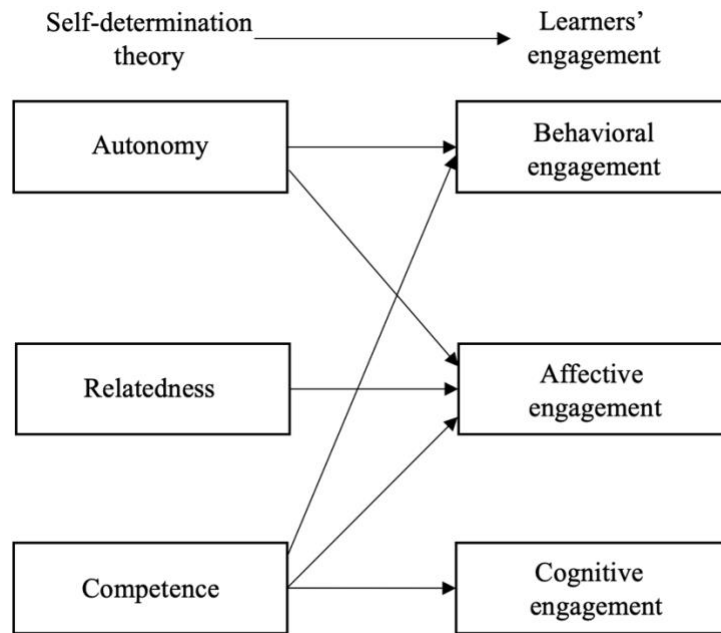 Self-determination
theory
Learners’
engagement
Autonomy
Behavioral
engagement
Relatedness
Affective
engagement
Competence
Cognitive
engagement